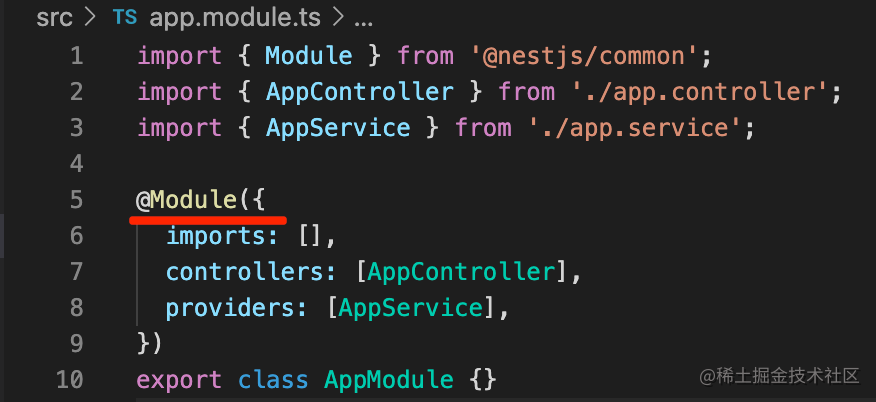 src > TS app.module.ts > ...
1 import { Module } from '@nestjs/common';
2 import { AppController } from './app.controller';
3 import { AppService } from './app.service';
4
5 @Module({
6 imports: [],
7 controllers: [AppController],
8 providers: [AppService],
9 })
10 export class AppModule {}
@稀土掘金技术社区